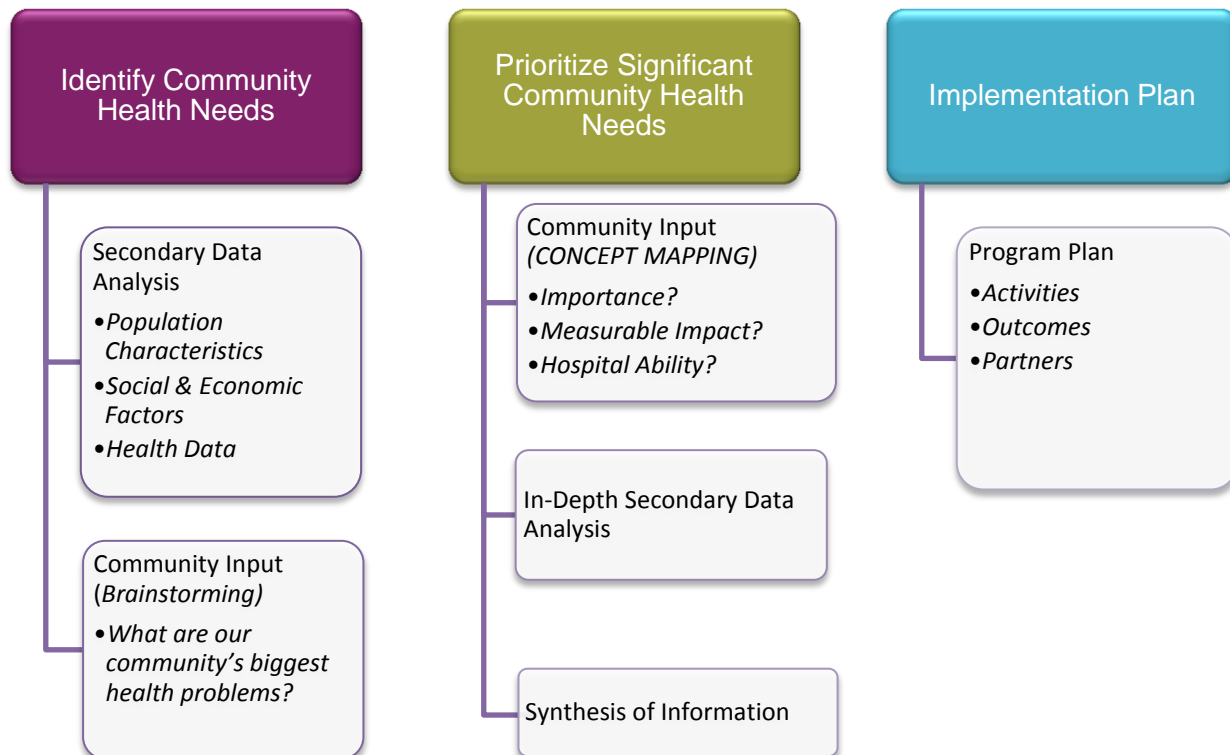 Identify Community
Health Needs
Secondary Data
Analysis
•Population
Characteristics
•Social & Economic
Factors
•Health Data
Community Input
(Brainstorming)
•What are our
community’s biggest
health problems?
Prioritize Significant
Community Health
Needs
Community Input
(CONCEPT MAPPING)
•Importance?
•Measurable Impact?
•Hospital Ability?
In-Depth Secondary Data
Analysis
Synthesis of Information
Implementation Plan
Program Plan
•Activities
•Outcomes
•Partners